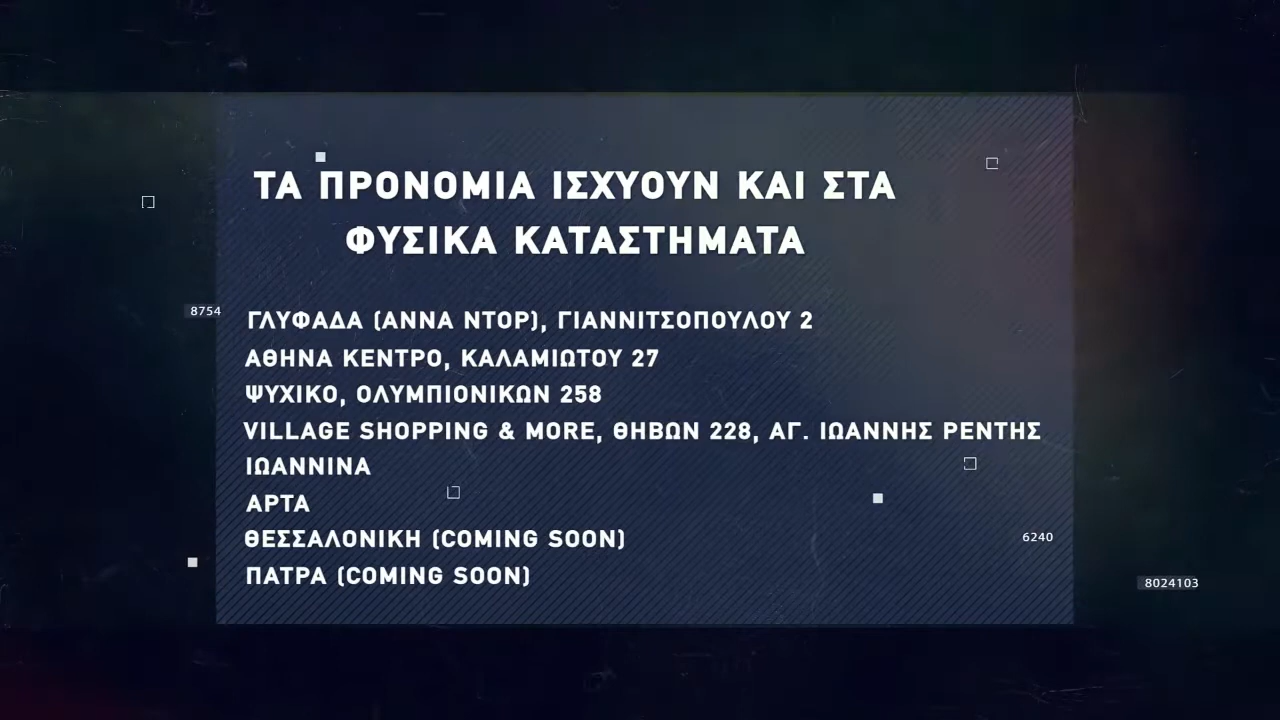 ΤΑ ΠΡΟΝΟΜΙΑ ΙΣΧΥΟΥΝ ΚΑΙ ΣΤΑ
ΦΥΣΙΚΑ ΚΑΤΑΣΤΗΜΑΤΑ
8754
ΓΛΥΦΑΔΑ (ΑΝΝΑ ΝΤΟΡ), ΓΙΑΝΝΙΤΣΟΠΟΥΛΟΥ 2
ΑΘΗΝΑ ΚΕΝΤΡΟ, ΚΑΛΑΜΙΩΤΟΥ 27
ΨΥΧΙΚΟ, ΟΛΥΜΠΙΟΝΙΚΩΝ 258
VILLAGE SHOPPING & MORE, ΘΗΒΩΝ 228, ΑΓ. ΙΩΑΝΝΗΣ ΡΕΝΤΗΣ
ΙΩΑΝΝΙΝΑ
ΑΡΤΑ
ΘΕΣΣΑΛΟΝΙΚΗ (COMING SOON)
6240
ΠΑΤΡΑ (COMING SOON)
8024103